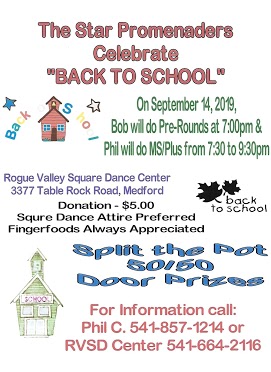 The Star Promenaders
Celebrate
"BACK TO SCHOOL"
Back to School
On September 14, 2019,
Bob will do Pre-Rounds at 7:00pm &
Phil will do MS/Plus from 7:30 to 9:30pm
Rogue Valley Square Dance Center
3377 Table Rock Road, Medford
back
to school
Donation - $5.00
Squre Dance Attire Preferred
Fingerfoods Always Appreciated
Split the Pot
50/50
Door Prizes
SCHOOL
For Information call:
Phil C. 541-857-1214 or
RVSD Center 541-664-2116